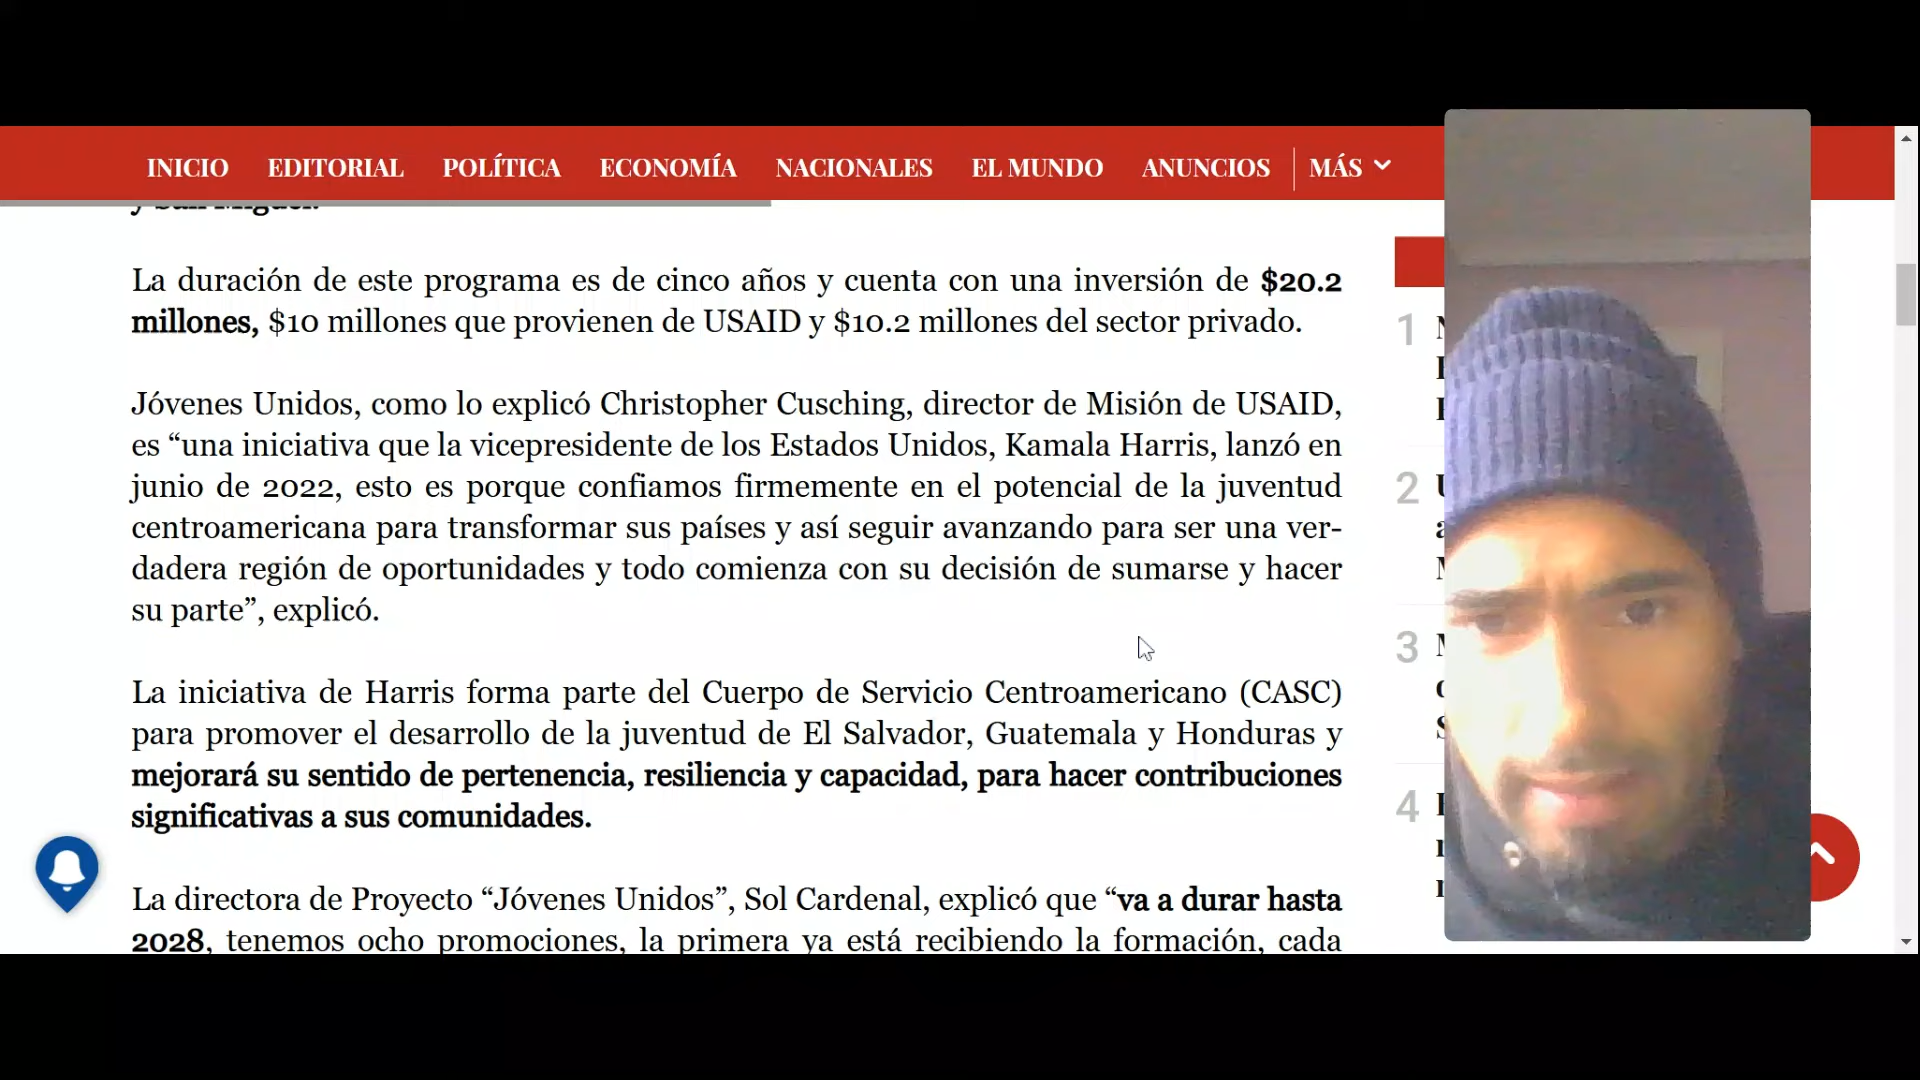 INICIO EDITORIAL POLÍTICA ECONOMÍA NACIONALES EL MUNDO ANUNCIOS MÁS
y San Miguel.
La duración de este programa es de cinco años y cuenta con una inversión de $20.2
millones, $10 millones que provienen de USAID y $10.2 millones del sector privado.
Jóvenes Unidos, como lo explicó Christopher Cusching, director de Misión de USAID,
es “una iniciativa que la vicepresidente de los Estados Unidos, Kamala Harris, lanzó en
junio de 2022, esto es porque confiamos firmemente en el potencial de la juventud
centroamericana para transformar sus países y así seguir avanzando para ser una ver-
dadera región de oportunidades y todo comienza con su decisión de sumarse y hacer
su parte”, explicó.
La iniciativa de Harris forma parte del Cuerpo de Servicio Centroamericano (CASC)
para promover el desarrollo de la juventud de El Salvador, Guatemala y Honduras y
mejorará su sentido de pertenencia, resiliencia y capacidad, para hacer contribuciones
significativas a sus comunidades.
La directora de Proyecto “Jóvenes Unidos”, Sol Cardenal, explicó que “va a durar hasta
2028, tenemos ocho promociones, la primera ya está recibiendo la formación, cada
1
2
3
4